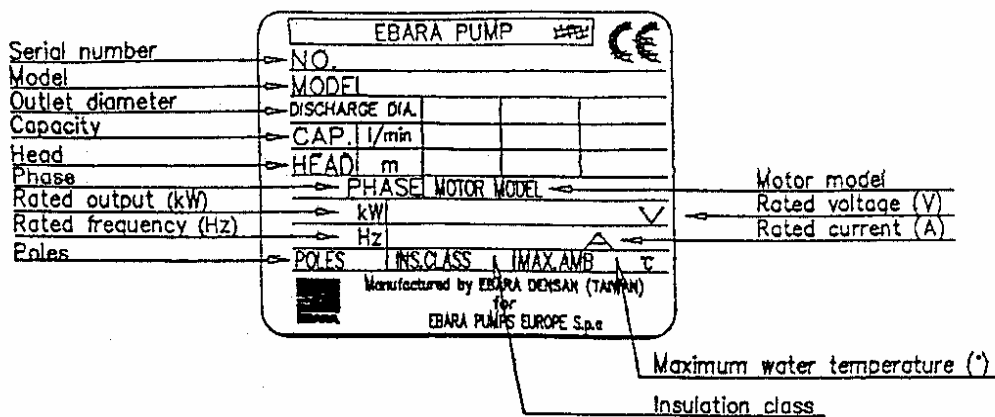 EBARA PUMP
CE
Serial number
NO.
Model
MODEL
Outlet diameter
DISCHARGE DIA.
Capacity
CAP. l/min
Head
HEAD m
Phase
PHASE MOTOR MODEL
Motor model
Rated output (kW)
kW V
Rated voltage (V)
Rated frequency (Hz)
Hz A
Rated current (A)
Poles
POLES INS.CLASS MAX.AMB °C
Manufactured by EBARA DENSAN (TAIWAN)
for
EBARA PUMPS EUROPE S.p.a
EBARA
Maximum water temperature (°)
Insulation class